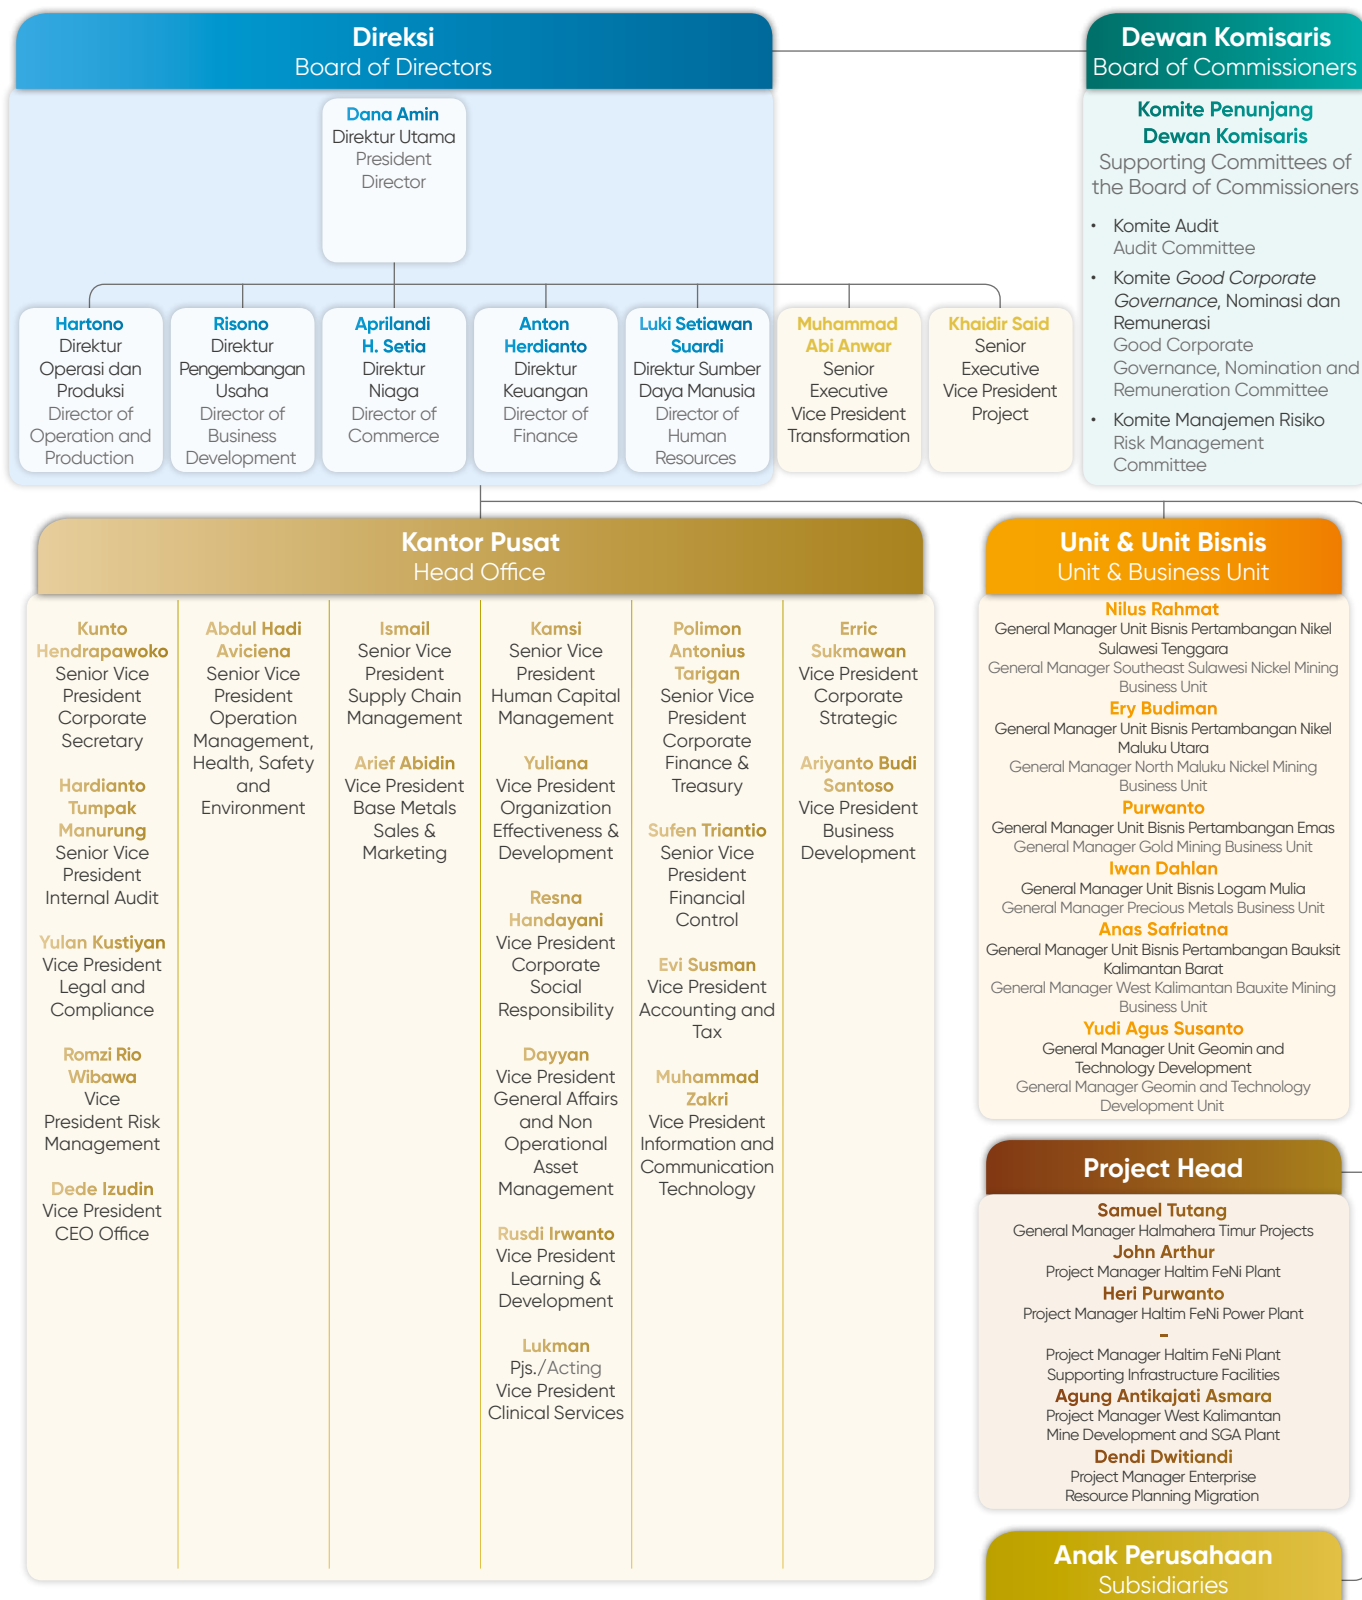 Direksi
Board of Directors
Dana Amin
Direktur Utama
President
Director
Hartono
Direktur
Operasi dan
Produksi
Director of
Operation and
Production
Risono
Direktur
Pengembangan
Usaha
Director of
Business
Development
Aprilandi
H. Setia
Direktur
Niaga
Director of
Commerce
Anton
Herdianto
Direktur
Keuangan
Director of
Finance
Luki Setiawan
Suardi
Direktur Sumber
Daya Manusia
Director of
Human
Resources
Muhammad
Abi Anwar
Senior
Executive
Vice President
Transformation
Khaidir Said
Senior
Executive
Vice President
Project
Dewan Komisaris
Board of Commissioners
Komite Penunjang
Dewan Komisaris
Supporting Committees of
the Board of Commissioners
• Komite Audit
Audit Committee
• Komite Good Corporate
Governance, Nominasi dan
Remunerasi
Good Corporate
Governance, Nomination and
Remuneration Committee
• Komite Manajemen Risiko
Risk Management
Committee
Kantor Pusat
Head Office
Kunto
Hendrapawoko
Senior Vice
President
Corporate
Secretary
Hardianto
Tumpak
Manurung
Senior Vice
President
Internal Audit
Yulan Kustiyan
Vice President
Legal and
Compliance
Romzi Rio
Wibawa
Vice
President Risk
Management
Dede Izudin
Vice President
CEO Office
Abdul Hadi
Aviciena
Senior Vice
President
Operation
Management,
Health, Safety
and
Environment
Ismail
Senior Vice
President
Supply Chain
Management
Arief Abidin
Vice President
Base Metals
Sales &
Marketing
Kamsi
Senior Vice
President
Human Capital
Management
Yuliana
Vice President
Organization
Effectiveness &
Development
Resna
Handayani
Vice President
Corporate
Social
Responsibility
Dayyan
Vice President
General Affairs
and Non
Operational
Asset
Management
Rusdi Irwanto
Vice President
Learning &
Development
Lukman
Pjs./Acting
Vice President
Clinical Services
Polimon
Antonius
Tarigan
Senior Vice
President
Corporate
Finance &
Treasury
Sufen Triantio
Senior Vice
President
Financial
Control
Evi Susman
Vice President
Accounting and
Tax
Muhammad
Zakri
Vice President
Information and
Communication
Technology
Erric
Sukmawan
Vice President
Corporate
Strategic
Ariyanto Budi
Santoso
Vice President
Business
Development
Unit & Unit Bisnis
Unit & Business Unit
Nilus Rahmat
General Manager Unit Bisnis Pertambangan Nikel
Sulawesi Tenggara
General Manager Southeast Sulawesi Nickel Mining
Business Unit
Ery Budiman
General Manager Unit Bisnis Pertambangan Nikel
Maluku Utara
General Manager North Maluku Nickel Mining
Business Unit
Purwanto
General Manager Unit Bisnis Pertambangan Emas
General Manager Gold Mining Business Unit
Iwan Dahlan
General Manager Unit Bisnis Logam Mulia
General Manager Precious Metals Business Unit
Anas Safriatna
General Manager Unit Bisnis Pertambangan Bauksit
Kalimantan Barat
General Manager West Kalimantan Bauxite Mining
Business Unit
Yudi Agus Susanto
General Manager Unit Geomin and
Technology Development
General Manager Geomin and Technology
Development Unit
Project Head
Samuel Tutang
General Manager Halmahera Timur Projects
John Arthur
Project Manager Haltim FeNi Plant
Heri Purwanto
Project Manager Haltim FeNi Power Plant
-
Project Manager Haltim FeNi Plant
Supporting Infrastructure Facilities
Agung Antikajati Asmara
Project Manager West Kalimantan
Mine Development and SGA Plant
Dendi Dwitiandi
Project Manager Enterprise
Resource Planning Migration
Anak Perusahaan
Subsidiaries